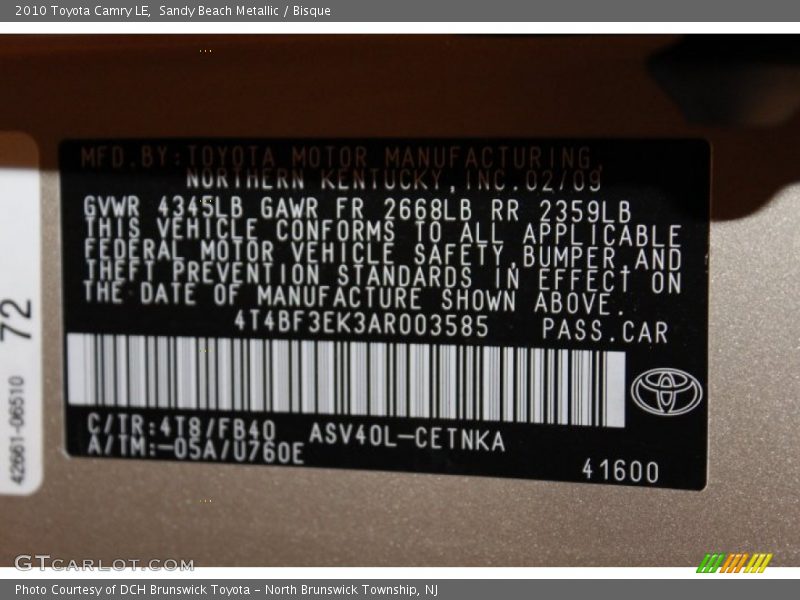 2010 Toyota Camry LE, Sandy Beach Metallic / Bisque
MFD.BY:TOYOTA MOTOR MANUFACTURING,
NORTHERN KENTUCKY,INC.02/09
GVWR 4345LB GAWR FR 2668LB RR 2359LB
THIS VEHICLE CONFORMS TO ALL APPLICABLE
FEDERAL MOTOR VEHICLE SAFETY,BUMPER,AND
THEFT PREVENTION STANDARDS IN EFFECT ON
THE DATE OF MANUFACTURE SHOWN ABOVE.
4T4BF3EK3AR003585 PASS.CAR
C/TR:4T8/FB40 ASV40L-CETNKA
A/TM:-05A/U760E
41600
72
42661-06510
GTCARLOT.COM
Photo Courtesy of DCH Brunswick Toyota - North Brunswick Township, NJ